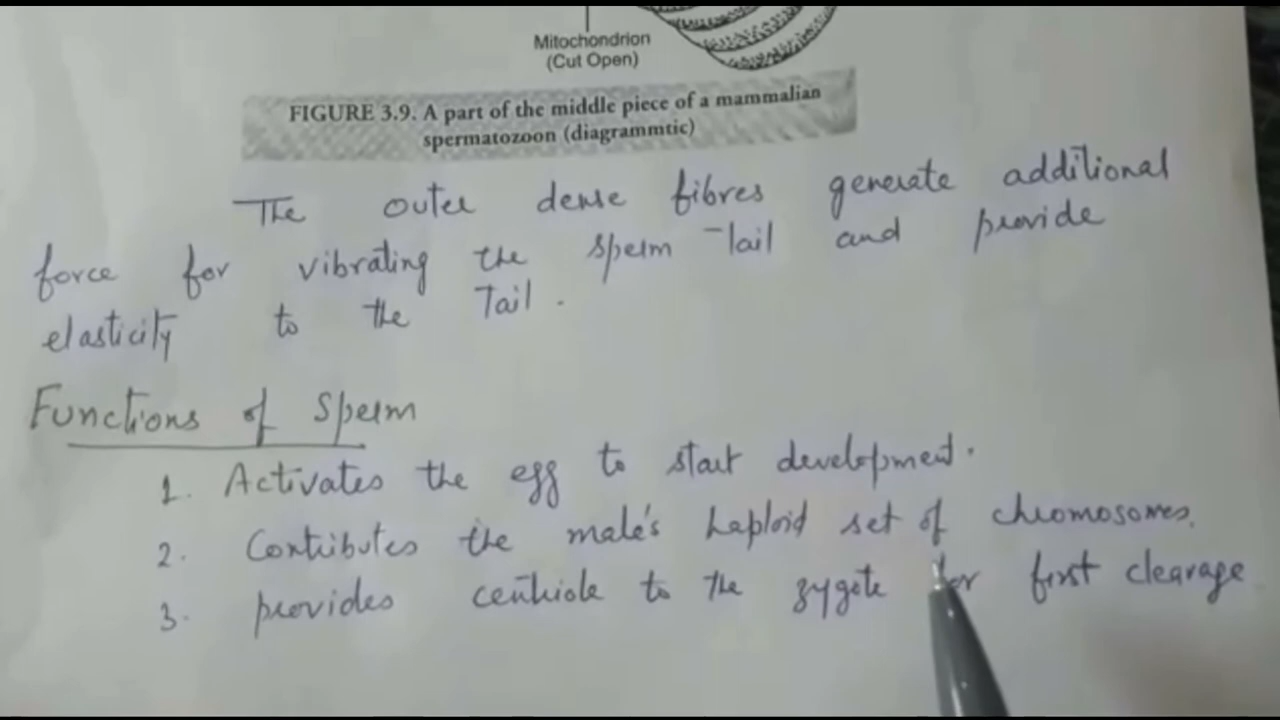 Mitochondrion
(Cut Open)
FIGURE 3.9. A part of the middle piece of a mammalian
spermatozoon (diagrammtic)
The outer dense fibres generate additional
force for vibrating the sperm Tail and provide
elasticity to the Tail.
Functions of Sperm
1. Activates the egg to start development.
2. Contributes the male's haploid set of chromosomes.
3. provides centriole to the zygote for first clearage